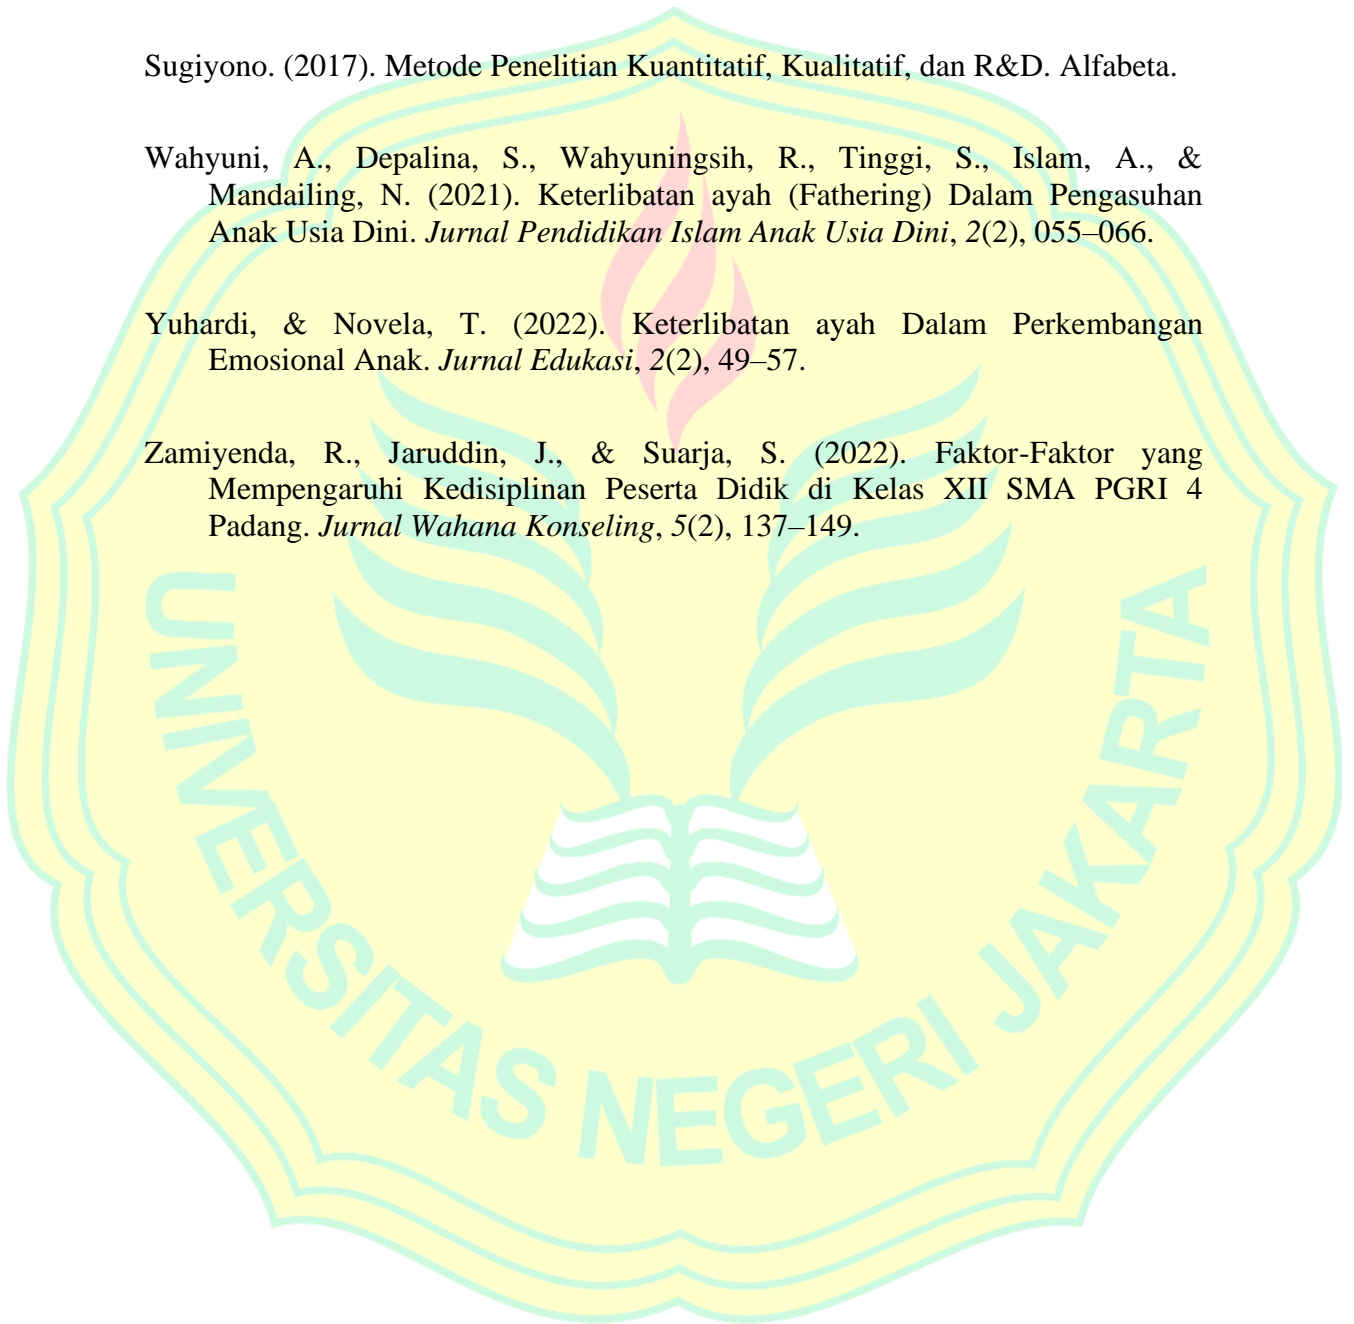 Sugiyono. (2017). Metode Penelitian Kuantitatif, Kualitatif, dan R&D. Alfabeta.
Wahyuni, A., Depalina, S., Wahyuningsih, R., Tinggi, S., Islam, A., &
Mandailing, N. (2021). Keterlibatan ayah (Fathering) Dalam Pengasuhan
Anak Usia Dini. Jurnal Pendidikan Islam Anak Usia Dini, 2(2), 055–066.
Yuhardi, & Novela, T. (2022). Keterlibatan ayah Dalam Perkembangan
Emosional Anak. Jurnal Edukasi, 2(2), 49–57.
Zamiyenda, R., Jaruddin, J., & Suarja, S. (2022). Faktor-Faktor yang
Mempengaruhi Kedisiplinan Peserta Didik di Kelas XII SMA PGRI 4
Padang. Jurnal Wahana Konseling, 5(2), 137–149.
UNIVERSITAS NEGERI JAKARTA